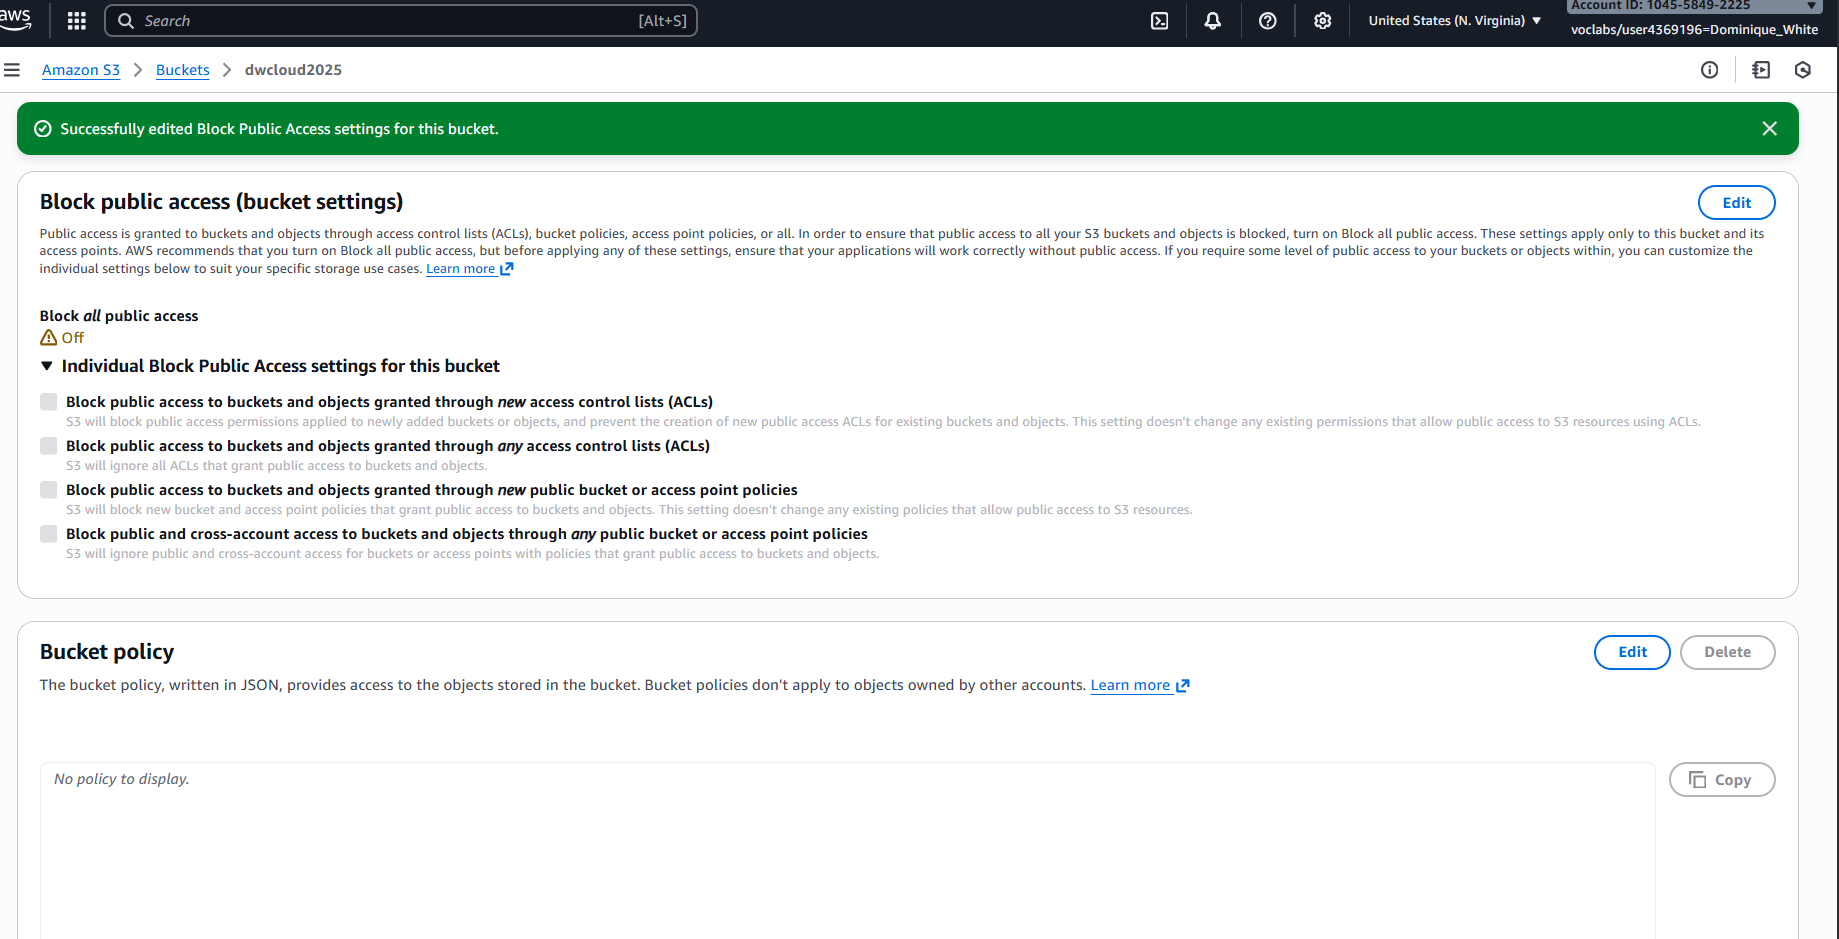 aws
Search
[Alt+S]
United States (N. Virginia)
Account ID: 1045-5849-2225
voclabs/user4369196=Dominique_White
Amazon S3
Buckets
dwcloud2025
Successfully edited Block Public Access settings for this bucket.
Block public access (bucket settings)
Edit
Public access is granted to buckets and objects through access control lists (ACLs), bucket policies, access point policies, or all. In order to ensure that public access to all your S3 buckets and objects is blocked, turn on Block all public access. These settings apply only to this bucket and its
access points. AWS recommends that you turn on Block all public access, but before applying any of these settings, ensure that your applications will work correctly without public access. If you require some level of public access to your buckets or objects within, you can customize the
individual settings below to suit your specific storage use cases. Learn more
Block all public access
Off
Individual Block Public Access settings for this bucket
Block public access to buckets and objects granted through new access control lists (ACLs)
S3 will block public access permissions applied to newly added buckets or objects, and prevent the creation of new public access ACLs for existing buckets and objects. This setting doesn't change any existing permissions that allow public access to S3 resources using ACLs.
Block public access to buckets and objects granted through any access control lists (ACLs)
S3 will ignore all ACLs that grant public access to buckets and objects.
Block public access to buckets and objects granted through new public bucket or access point policies
S3 will block new bucket and access point policies that grant public access to buckets and objects. This setting doesn't change any existing policies that allow public access to S3 resources.
Block public and cross-account access to buckets and objects through any public bucket or access point policies
S3 will ignore public and cross-account access for buckets or access points with policies that grant public access to buckets and objects.
Bucket policy
Edit
Delete
The bucket policy, written in JSON, provides access to the objects stored in the bucket. Bucket policies don't apply to objects owned by other accounts. Learn more
No policy to display.
Copy